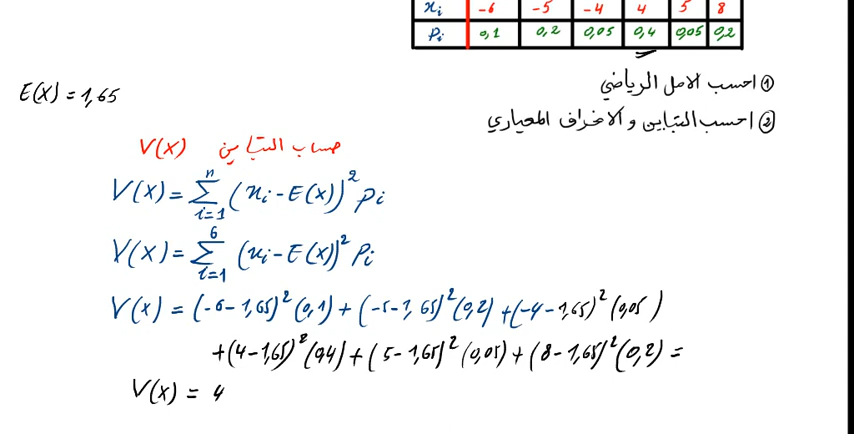 xi -6 -5 -4 4 5 8
Pi 0,1 0,2 0,05 0,4 0,05 0,2
① احسب الامل الرياضي
② احسب التباين و الانحراف المعياري
E(X) = 1,65
حساب التباين V(X)
V(X) = Σ_{i=1}^{n} (xi - E(X))² pi
V(X) = Σ_{i=1}^{6} (xi - E(X))² Pi
V(X) = (-6-1,65)²(0,1) + (-5-1,65)²(0,2) + (-4-1,65)²(0,05)
+(4-1,65)²(0,4) + (5-1,65)²(0,05) + (8-1,65)²(0,2) =
V(X) = 4